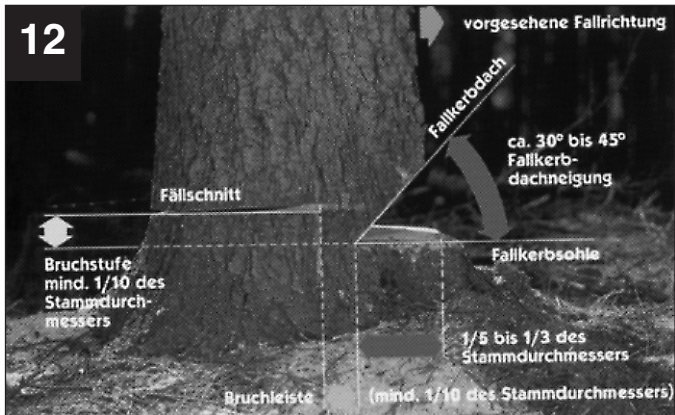 12
vorgesehene Fallrichtung
Fallkerbdach
ca. 30° bis 45°
Fallkerb-
dachneigung
Fällschnitt
Fallkerbsohle
Bruchstufe
mind. 1/10 des
Stammdurch-
messers
1/5 bis 1/3 des
Stammdurchmessers
Bruchleiste
(mind. 1/10 des Stammdurchmessers)